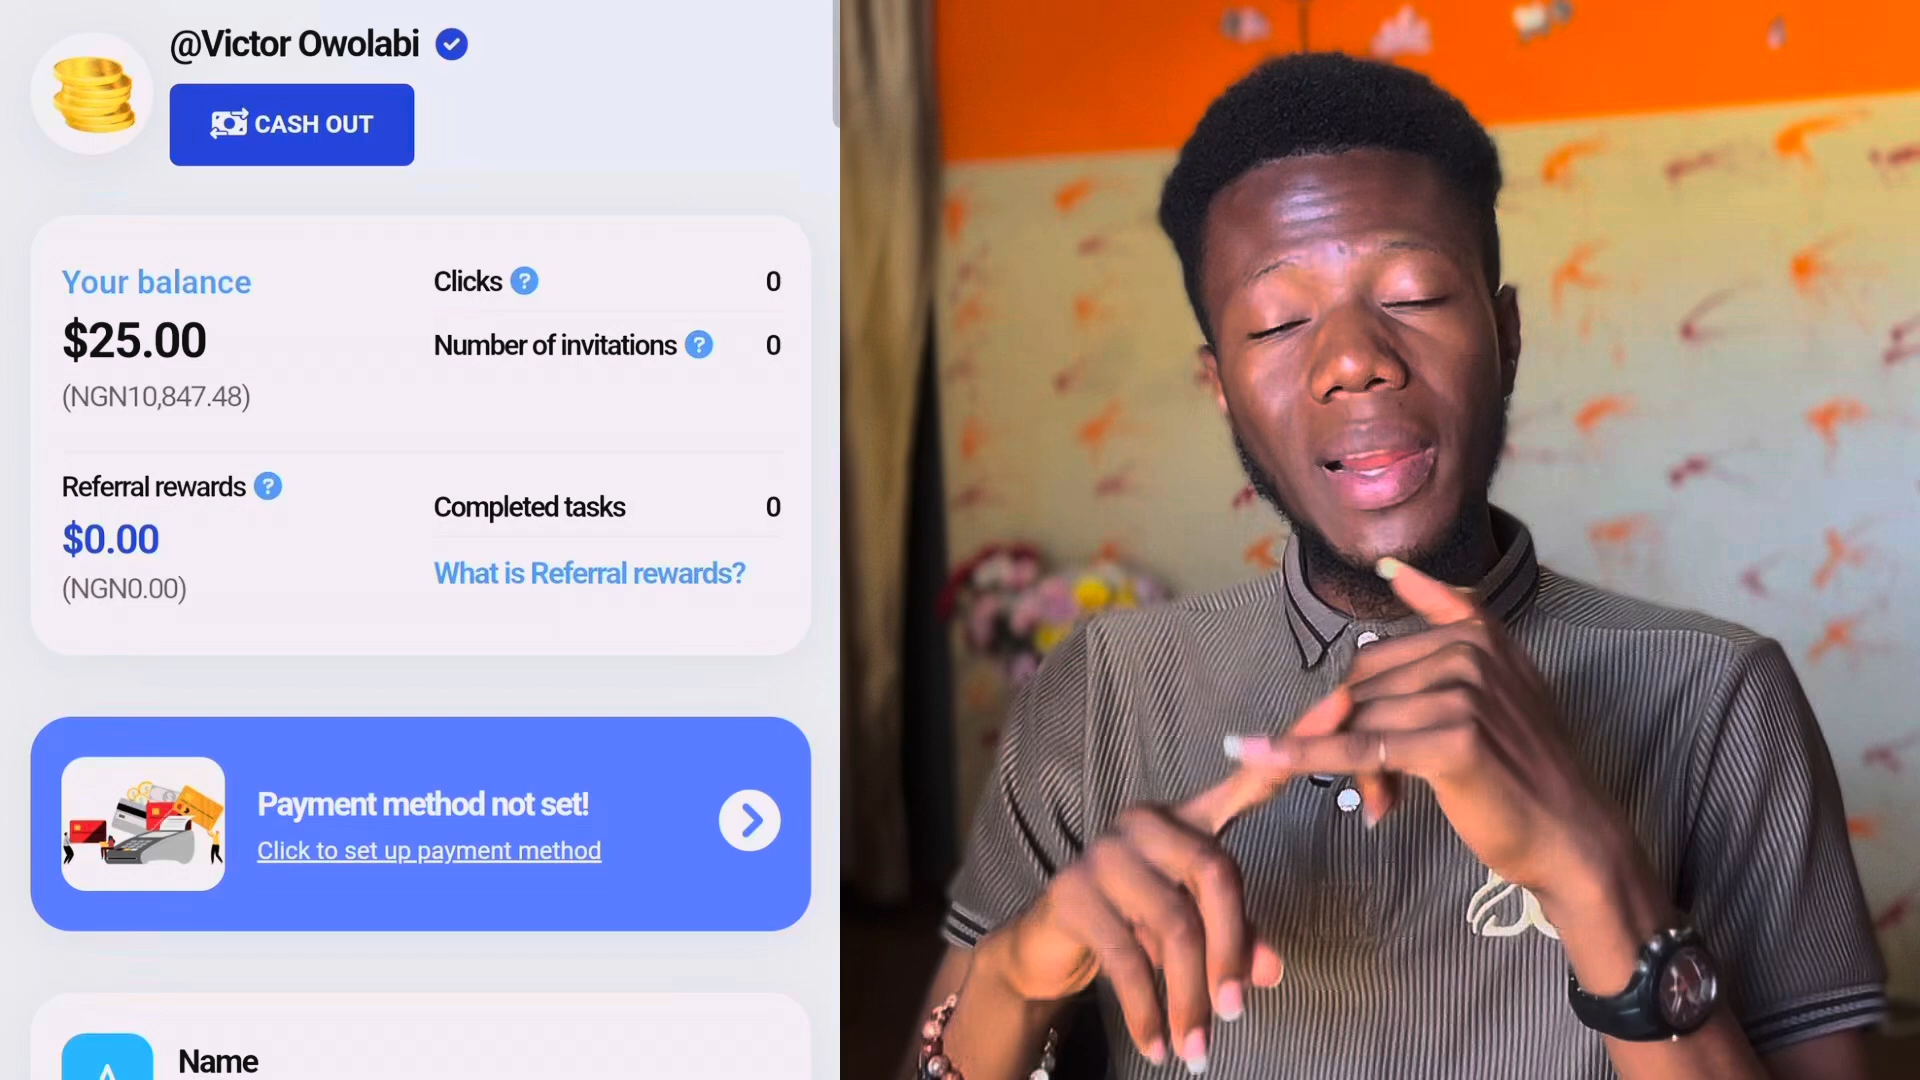 @Victor Owolabi
CASH OUT
Your balance
$25.00
(NGN10,847.48)
Clicks ?
0
Number of invitations ?
0
Referral rewards ?
$0.00
(NGN0.00)
Completed tasks
0
What is Referral rewards?
Payment method not set!
Click to set up payment method
Name